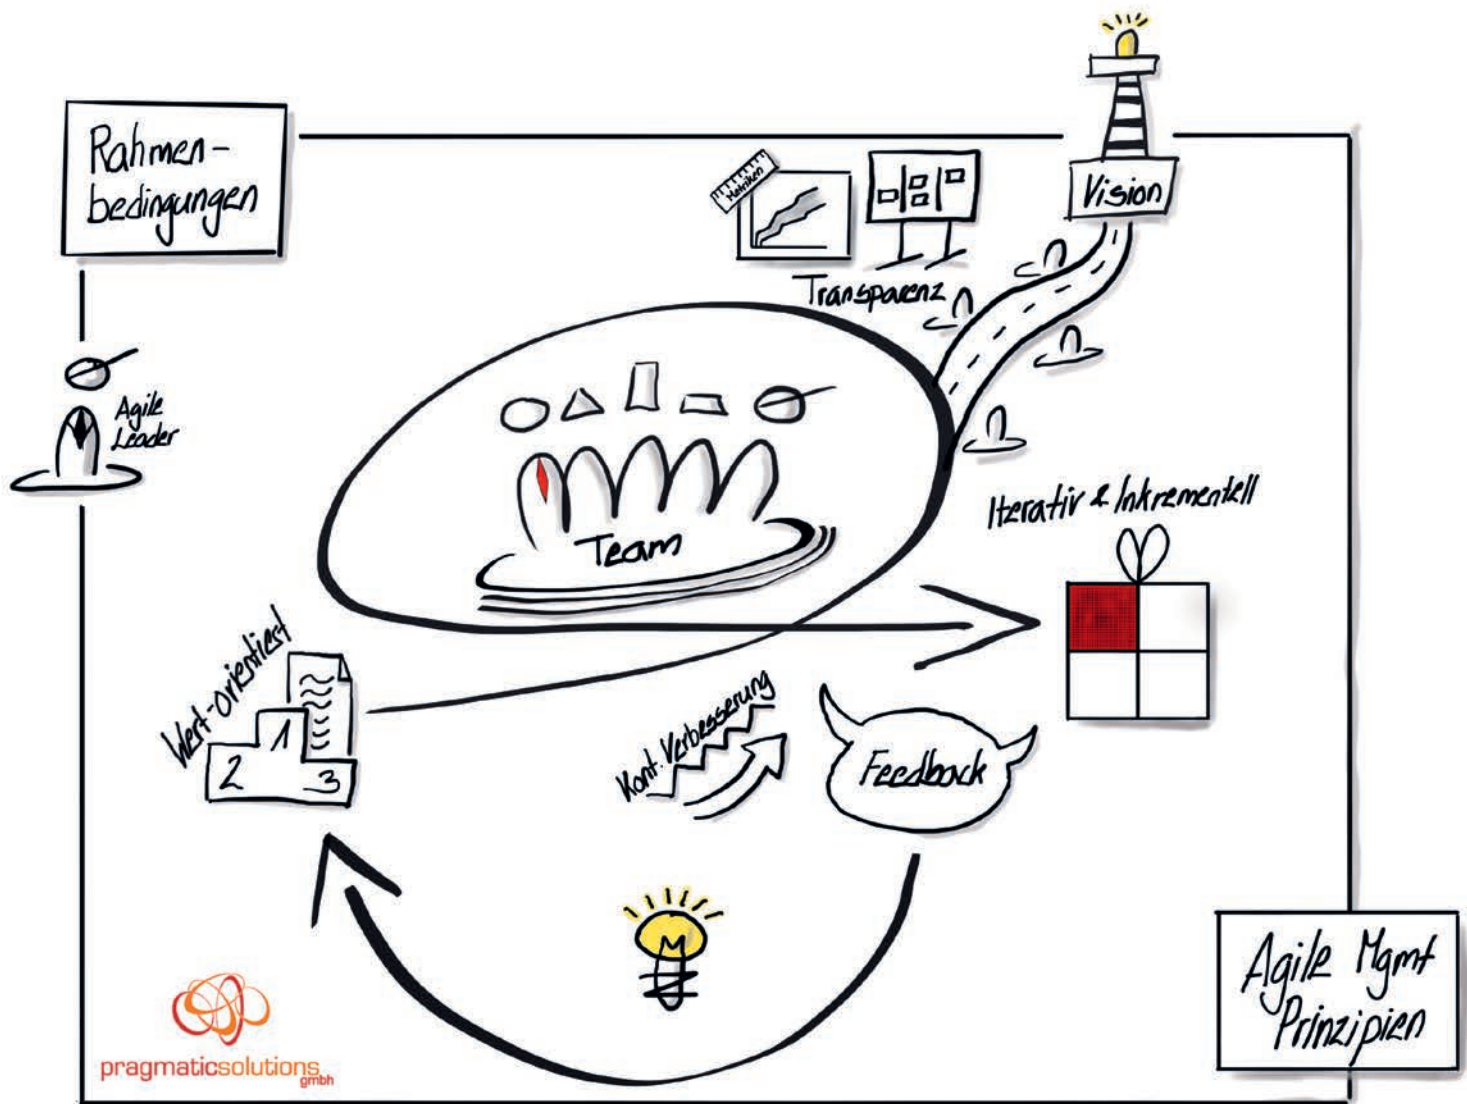 Rahmen-
bedingungen
Metriken
Vision
Transparenz
Agile
Leader
Team
Iterativ & Inkrementell
Wert-orientiert
1
2
3
Kont. Verbesserung
Feedback
Agile Mgmt
Prinzipien
pragmaticsolutions
gmbh